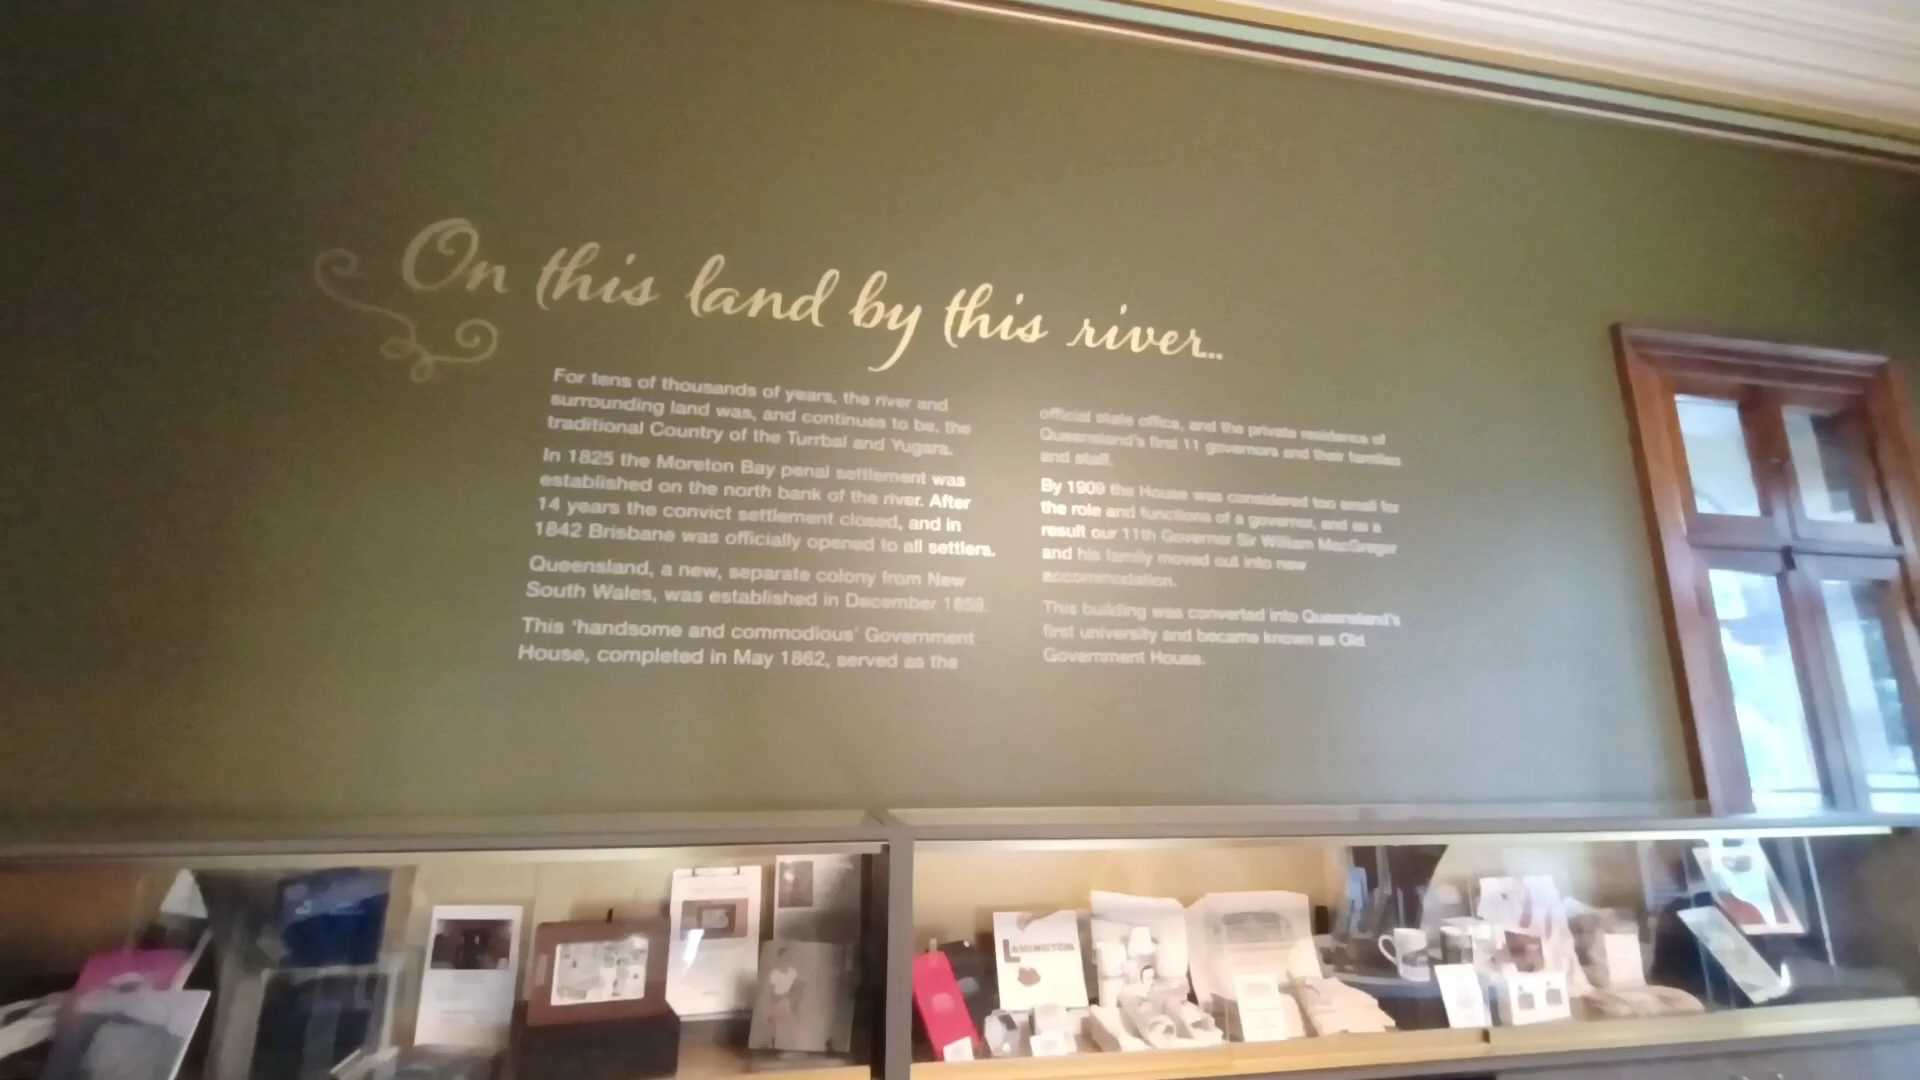 On this land by this river...
For tens of thousands of years, the river and
surrounding land was, and continues to be, the
traditional Country of the Turrbal and Yugara.
In 1825 the Moreton Bay penal settlement was
established on the north bank of the river. After
14 years the convict settlement closed, and in
1842 Brisbane was officially opened to all settlers.
Queensland, a new, separate colony from New
South Wales, was established in December 1859.
This ‘handsome and commodious’ Government
House, completed in May 1862, served as the
official state office, and the private residence of
Queensland's first 11 governors and their families
and staff.
By 1909 the House was considered too small for
the role and functions of a governor, and as a
result our 11th Governor Sir William MacGregor
and his family moved out into new
accommodation.
This building was converted into Queensland's
first university and became known as Old
Government House.
LAMINGTON